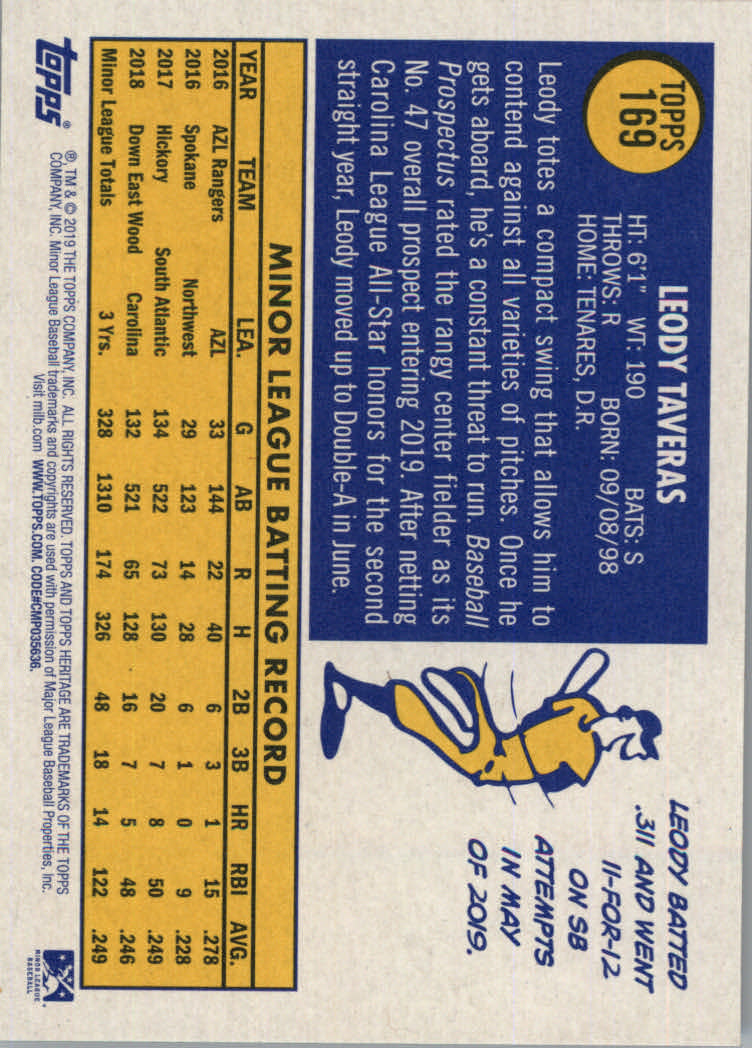 TOPPS
169
LEODY TAVERAS
HT: 6'1" WT: 190 BATS: S
THROWS: R BORN: 09/08/98
HOME: TENARES, D.R.
Leody totes a compact swing that allows him to
contend against all varieties of pitches. Once he
gets aboard, he's a constant threat to run. Baseball
Prospectus rated the rangy center fielder as its
No. 47 overall prospect entering 2019. After netting
Carolina League All-Star honors for the second
straight year, Leody moved up to Double-A in June.
LEODY BATTED
.311 AND WENT
11-FOR-12
ON SB
ATTEMPTS
IN MAY
OF 2019.
MINOR LEAGUE BATTING RECORD
YEAR TEAM LEA. G AB R H 2B 3B HR RBI AVG.
2016 AZL Rangers AZL 33 144 22 40 6 3 1 15 .278
2016 Spokane Northwest 29 123 14 28 6 1 0 9 .228
2017 Hickory South Atlantic 134 522 73 130 20 7 8 50 .249
2018 Down East Wood Carolina 132 521 65 128 16 7 5 48 .246
Minor League Totals 3 Yrs. 328 1310 174 326 48 18 14 122 .249
topps®
®, TM & © 2019 THE TOPPS COMPANY, INC. ALL RIGHTS RESERVED. TOPPS AND TOPPS HERITAGE ARE TRADEMARKS OF THE TOPPS
COMPANY, INC. Minor League Baseball trademarks and copyrights are used with permission of Major League Baseball Properties, Inc.
Visit milb.com WWW.TOPPS.COM. CODE#CMP035636.
MINOR LEAGUE
BASEBALL